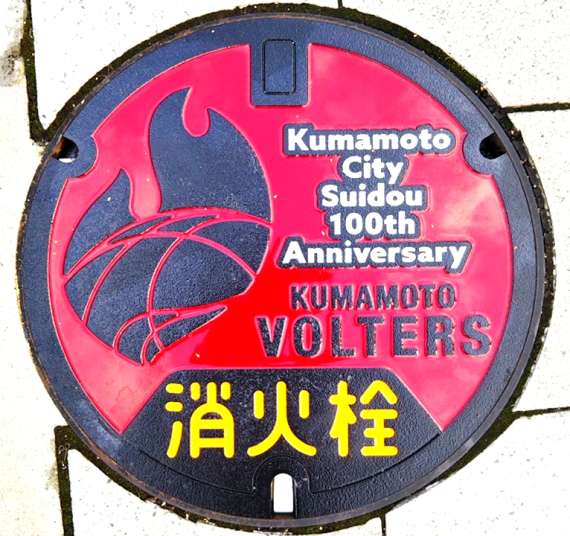 Kumamoto
City
Suidou
100th
Anniversary
KUMAMOTO
VOLTERS
消火栓